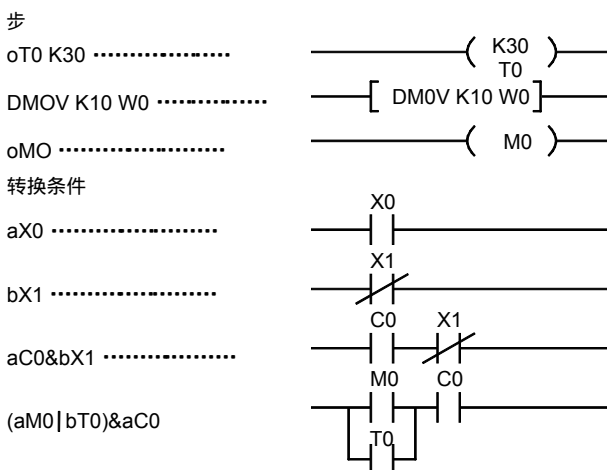 步
oT0 K30 ························ K30
T0
DMOV K10 W0 ··················· DM0V K10 W0
oMO ····························· M0
转换条件
aX0 ····························· X0
bX1 ····························· X1
aC0&bX1 ······················· C0 X1
(aM0|bT0)&aC0 M0 C0
T0